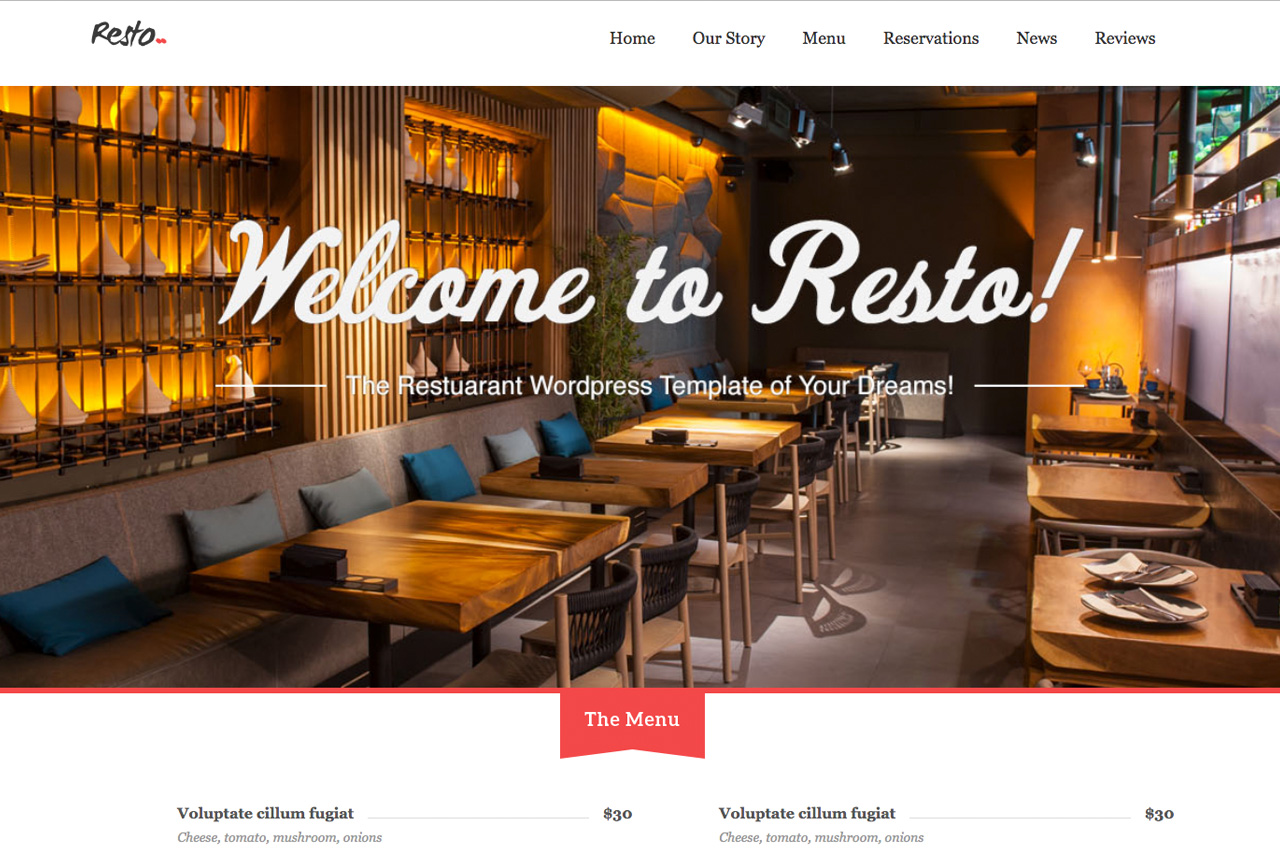 Resto
Home Our Story Menu Reservations News Reviews
Welcome to Resto!
The Restuarant Wordpress Template of Your Dreams!
The Menu
Voluptate cillum fugiat $30
Cheese, tomato, mushroom, onions
Voluptate cillum fugiat $30
Cheese, tomato, mushroom, onions